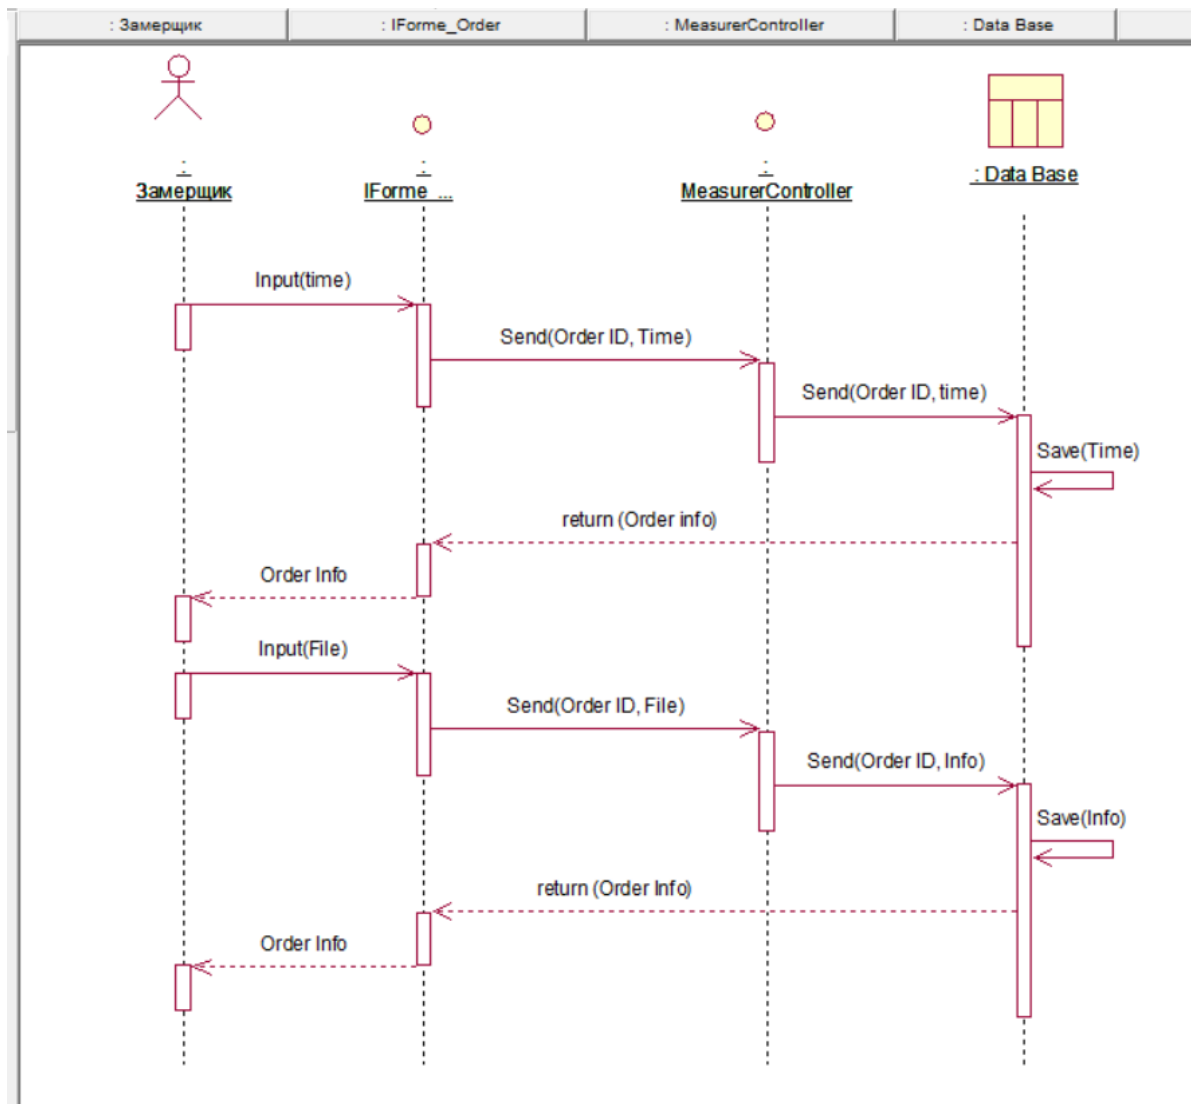 : Замерщик
: IForme_Order
: MeasurerController
: Data Base
:
Замерщик
:
IForme_...
:
MeasurerController
: Data Base
Input(time)
Send(Order ID, Time)
Send(Order ID, time)
Save(Time)
return (Order info)
Order Info
Input(File)
Send(Order ID, File)
Send(Order ID, Info)
Save(Info)
return (Order Info)
Order Info